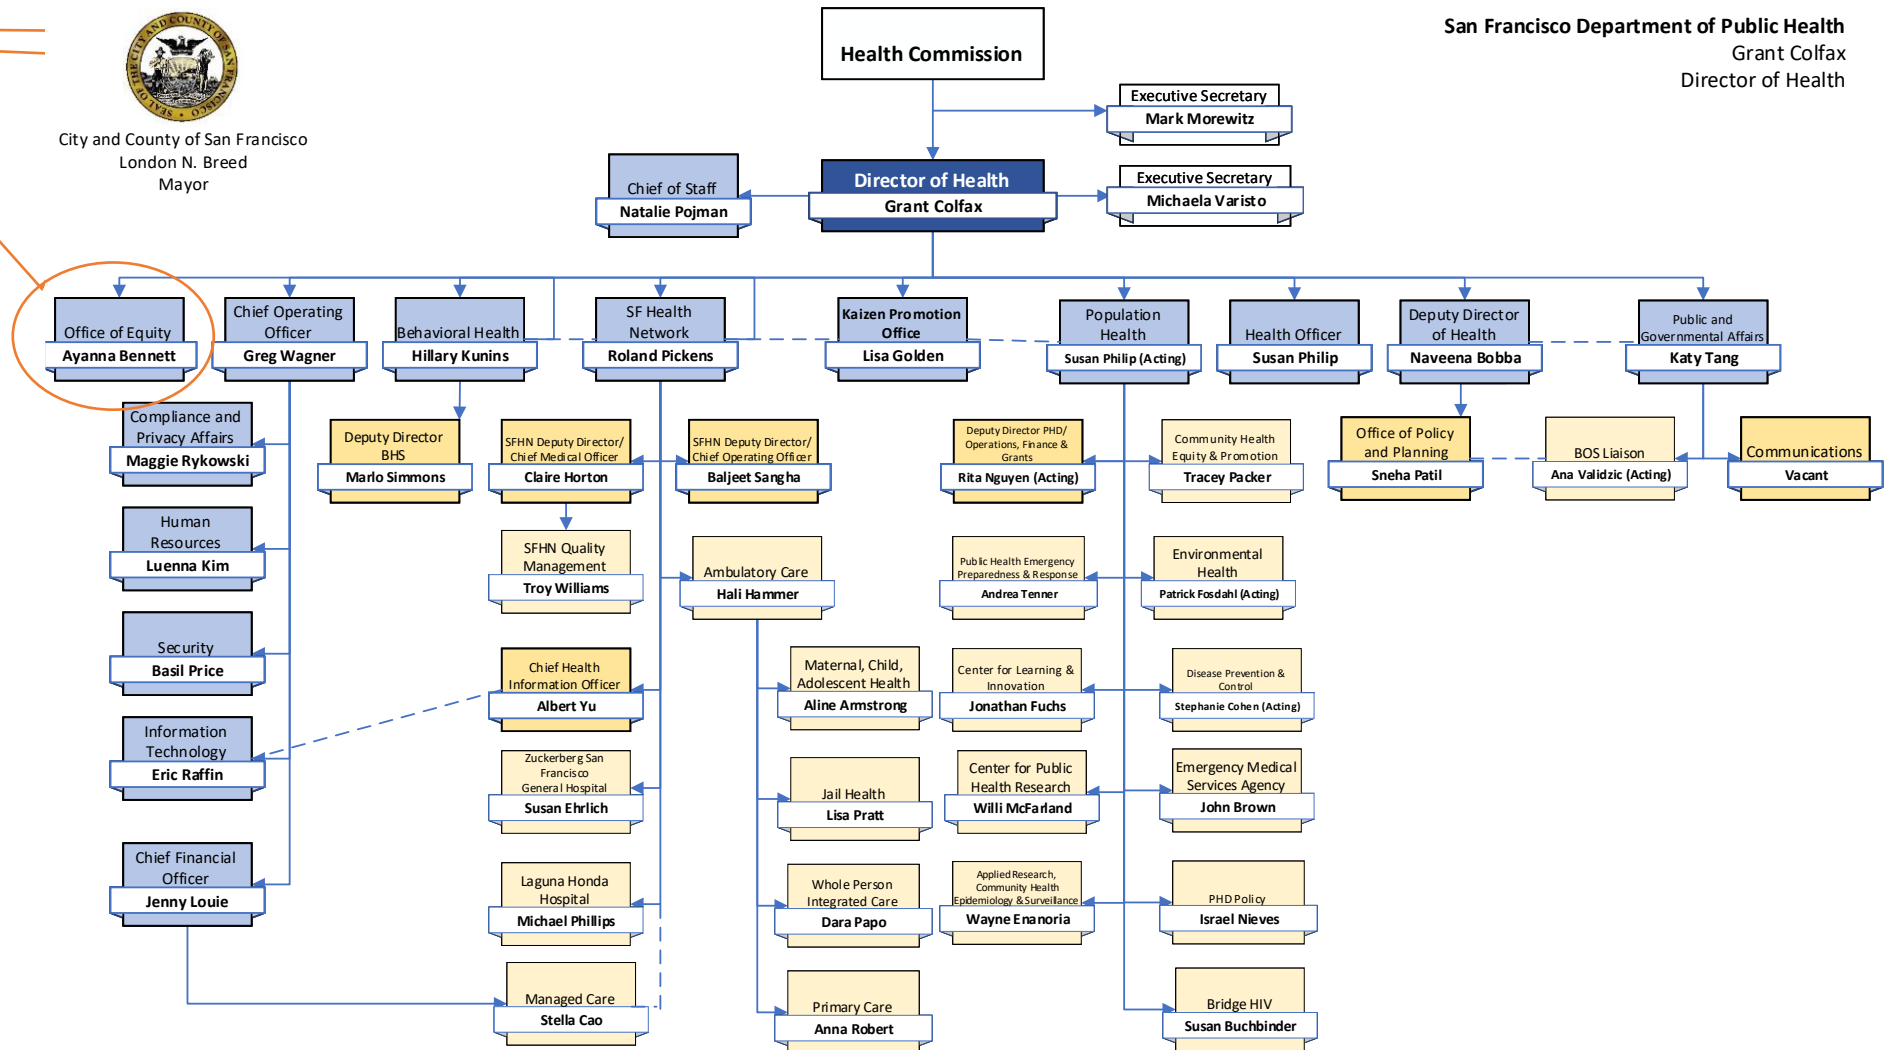 San Francisco Department of Public Health
Grant Colfax
Director of Health
SEAL OF THE CITY AND COUNTY OF SAN FRANCISCO
City and County of San Francisco
London N. Breed
Mayor
Health Commission
Executive Secretary
Mark Morewitz
Chief of Staff
Natalie Pojman
Director of Health
Grant Colfax
Executive Secretary
Michaela Varisto
Office of Equity
Ayanna Bennett
Chief Operating
Officer
Greg Wagner
Behavioral Health
Hillary Kunins
SF Health
Network
Roland Pickens
Kaizen Promotion
Office
Lisa Golden
Population
Health
Susan Philip (Acting)
Health Officer
Susan Philip
Deputy Director
of Health
Naveena Bobba
Public and
Governmental Affairs
Katy Tang
Compliance and
Privacy Affairs
Maggie Rykowski
Deputy Director
BHS
Marlo Simmons
SFHN Deputy Director/
Chief Medical Officer
Claire Horton
SFHN Deputy Director/
Chief Operating Officer
Baljeet Sangha
Deputy Director PHD/
Operations, Finance &
Grants
Rita Nguyen (Acting)
Community Health
Equity & Promotion
Tracey Packer
Office of Policy
and Planning
Sneha Patil
BOS Liaison
Ana Validzic (Acting)
Communications
Vacant
Human
Resources
Luenna Kim
SFHN Quality
Management
Troy Williams
Ambulatory Care
Hali Hammer
Public Health Emergency
Preparedness & Response
Andrea Tenner
Environmental
Health
Patrick Fosdahl (Acting)
Security
Basil Price
Chief Health
Information Officer
Albert Yu
Maternal, Child,
Adolescent Health
Aline Armstrong
Center for Learning &
Innovation
Jonathan Fuchs
Disease Prevention &
Control
Stephanie Cohen (Acting)
Information
Technology
Eric Raffin
Zuckerberg San
Francisco
General Hospital
Susan Ehrlich
Jail Health
Lisa Pratt
Center for Public
Health Research
Willi McFarland
Emergency Medical
Services Agency
John Brown
Chief Financial
Officer
Jenny Louie
Laguna Honda
Hospital
Michael Phillips
Whole Person
Integrated Care
Dara Papo
Applied Research,
Community Health
Epidemiology & Surveillance
Wayne Enanoria
PHD Policy
Israel Nieves
Managed Care
Stella Cao
Primary Care
Anna Robert
Bridge HIV
Susan Buchbinder